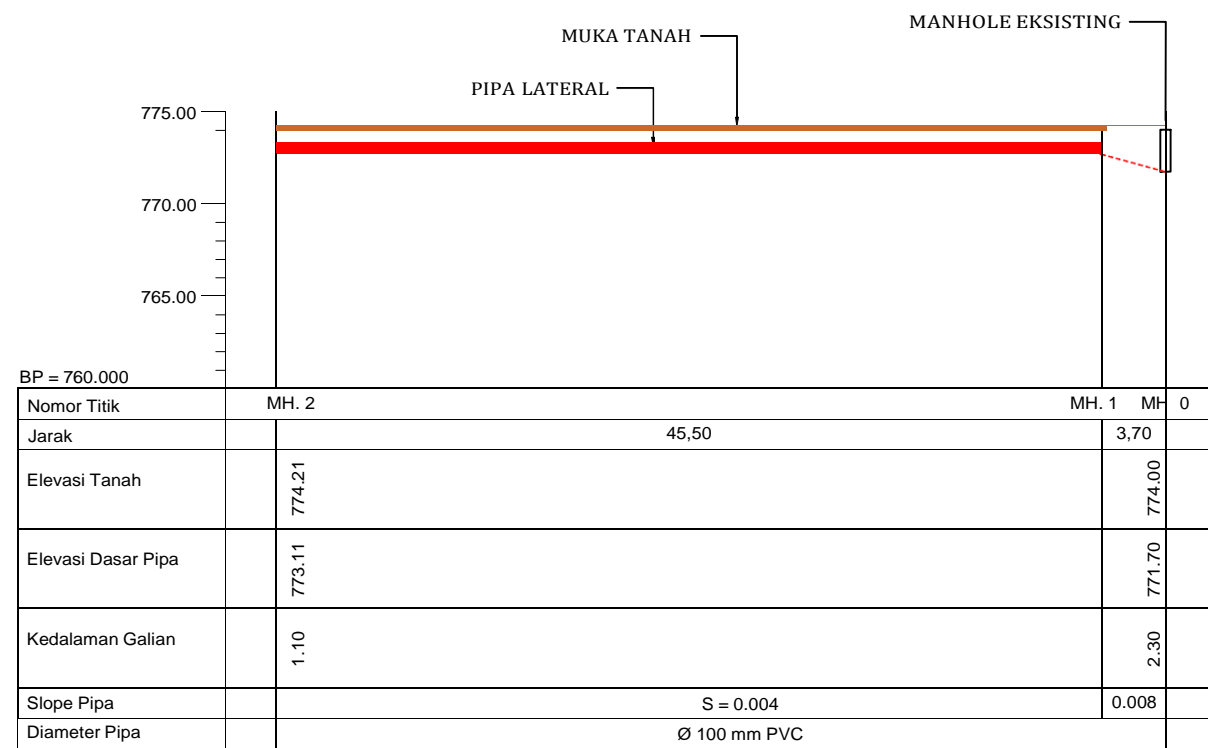 MANHOLE EKSISTING
MUKA TANAH
PIPA LATERAL
775.00
770.00
765.00
BP = 760.000
Nomor Titik MH. 2 MH. 1 MH 0
Jarak 45,50 3,70
Elevasi Tanah 774.21 774.00
Elevasi Dasar Pipa 773.11 771.70
Kedalaman Galian 1.10 2.30
Slope Pipa S = 0.004 0.008
Diameter Pipa Ø 100 mm PVC